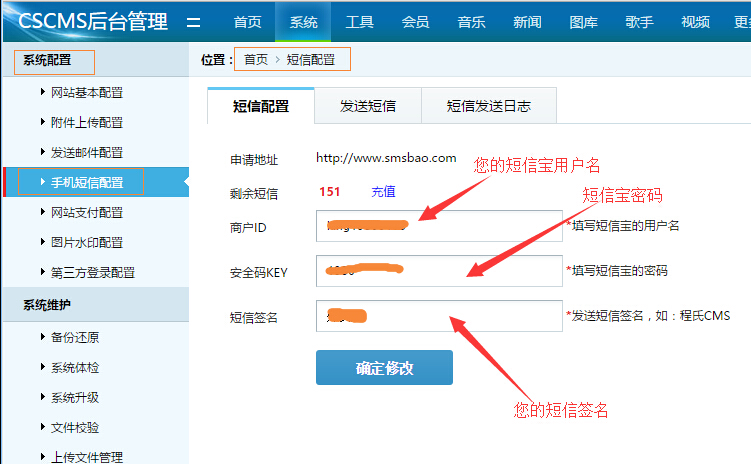 CSCMS后台管理
首页 系统 工具 会员 音乐 新闻 图库 歌手 视频
系统配置
位置： 首页 > 短信配置
网站基本配置
附件上传配置
发送邮件配置
手机短信配置
网站支付配置
图片水印配置
第三方登录配置
系统维护
备份还原
系统体检
系统升级
文件校验
上传文件管理
短信配置 发送短信 短信发送日志
申请地址 http://www.smsbao.com
您的短信宝用户名
剩余短信 151 充值
短信宝密码
商户ID *填写短信宝的用户名
安全码KEY *填写短信宝的密码
短信签名 *发送短信签名，如：程氏CMS
确定修改
您的短信签名